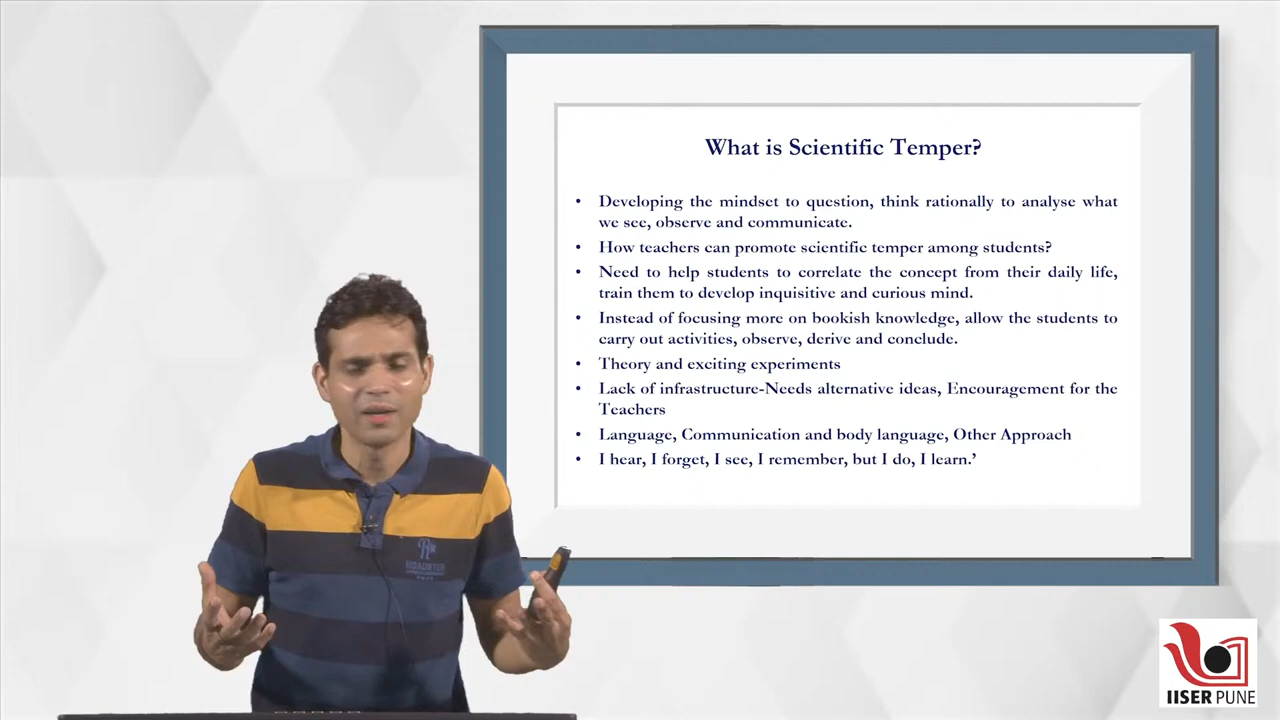 What is Scientific Temper?
• Developing the mindset to question, think rationally to analyse what
we see, observe and communicate.
• How teachers can promote scientific temper among students?
• Need to help students to correlate the concept from their daily life,
train them to develop inquisitive and curious mind.
• Instead of focusing more on bookish knowledge, allow the students to
carry out activities, observe, derive and conclude.
• Theory and exciting experiments
• Lack of infrastructure-Needs alternative ideas, Encouragement for the
Teachers
• Language, Communication and body language, Other Approach
• I hear, I forget, I see, I remember, but I do, I learn.’
ROADSTER
IISER PUNE